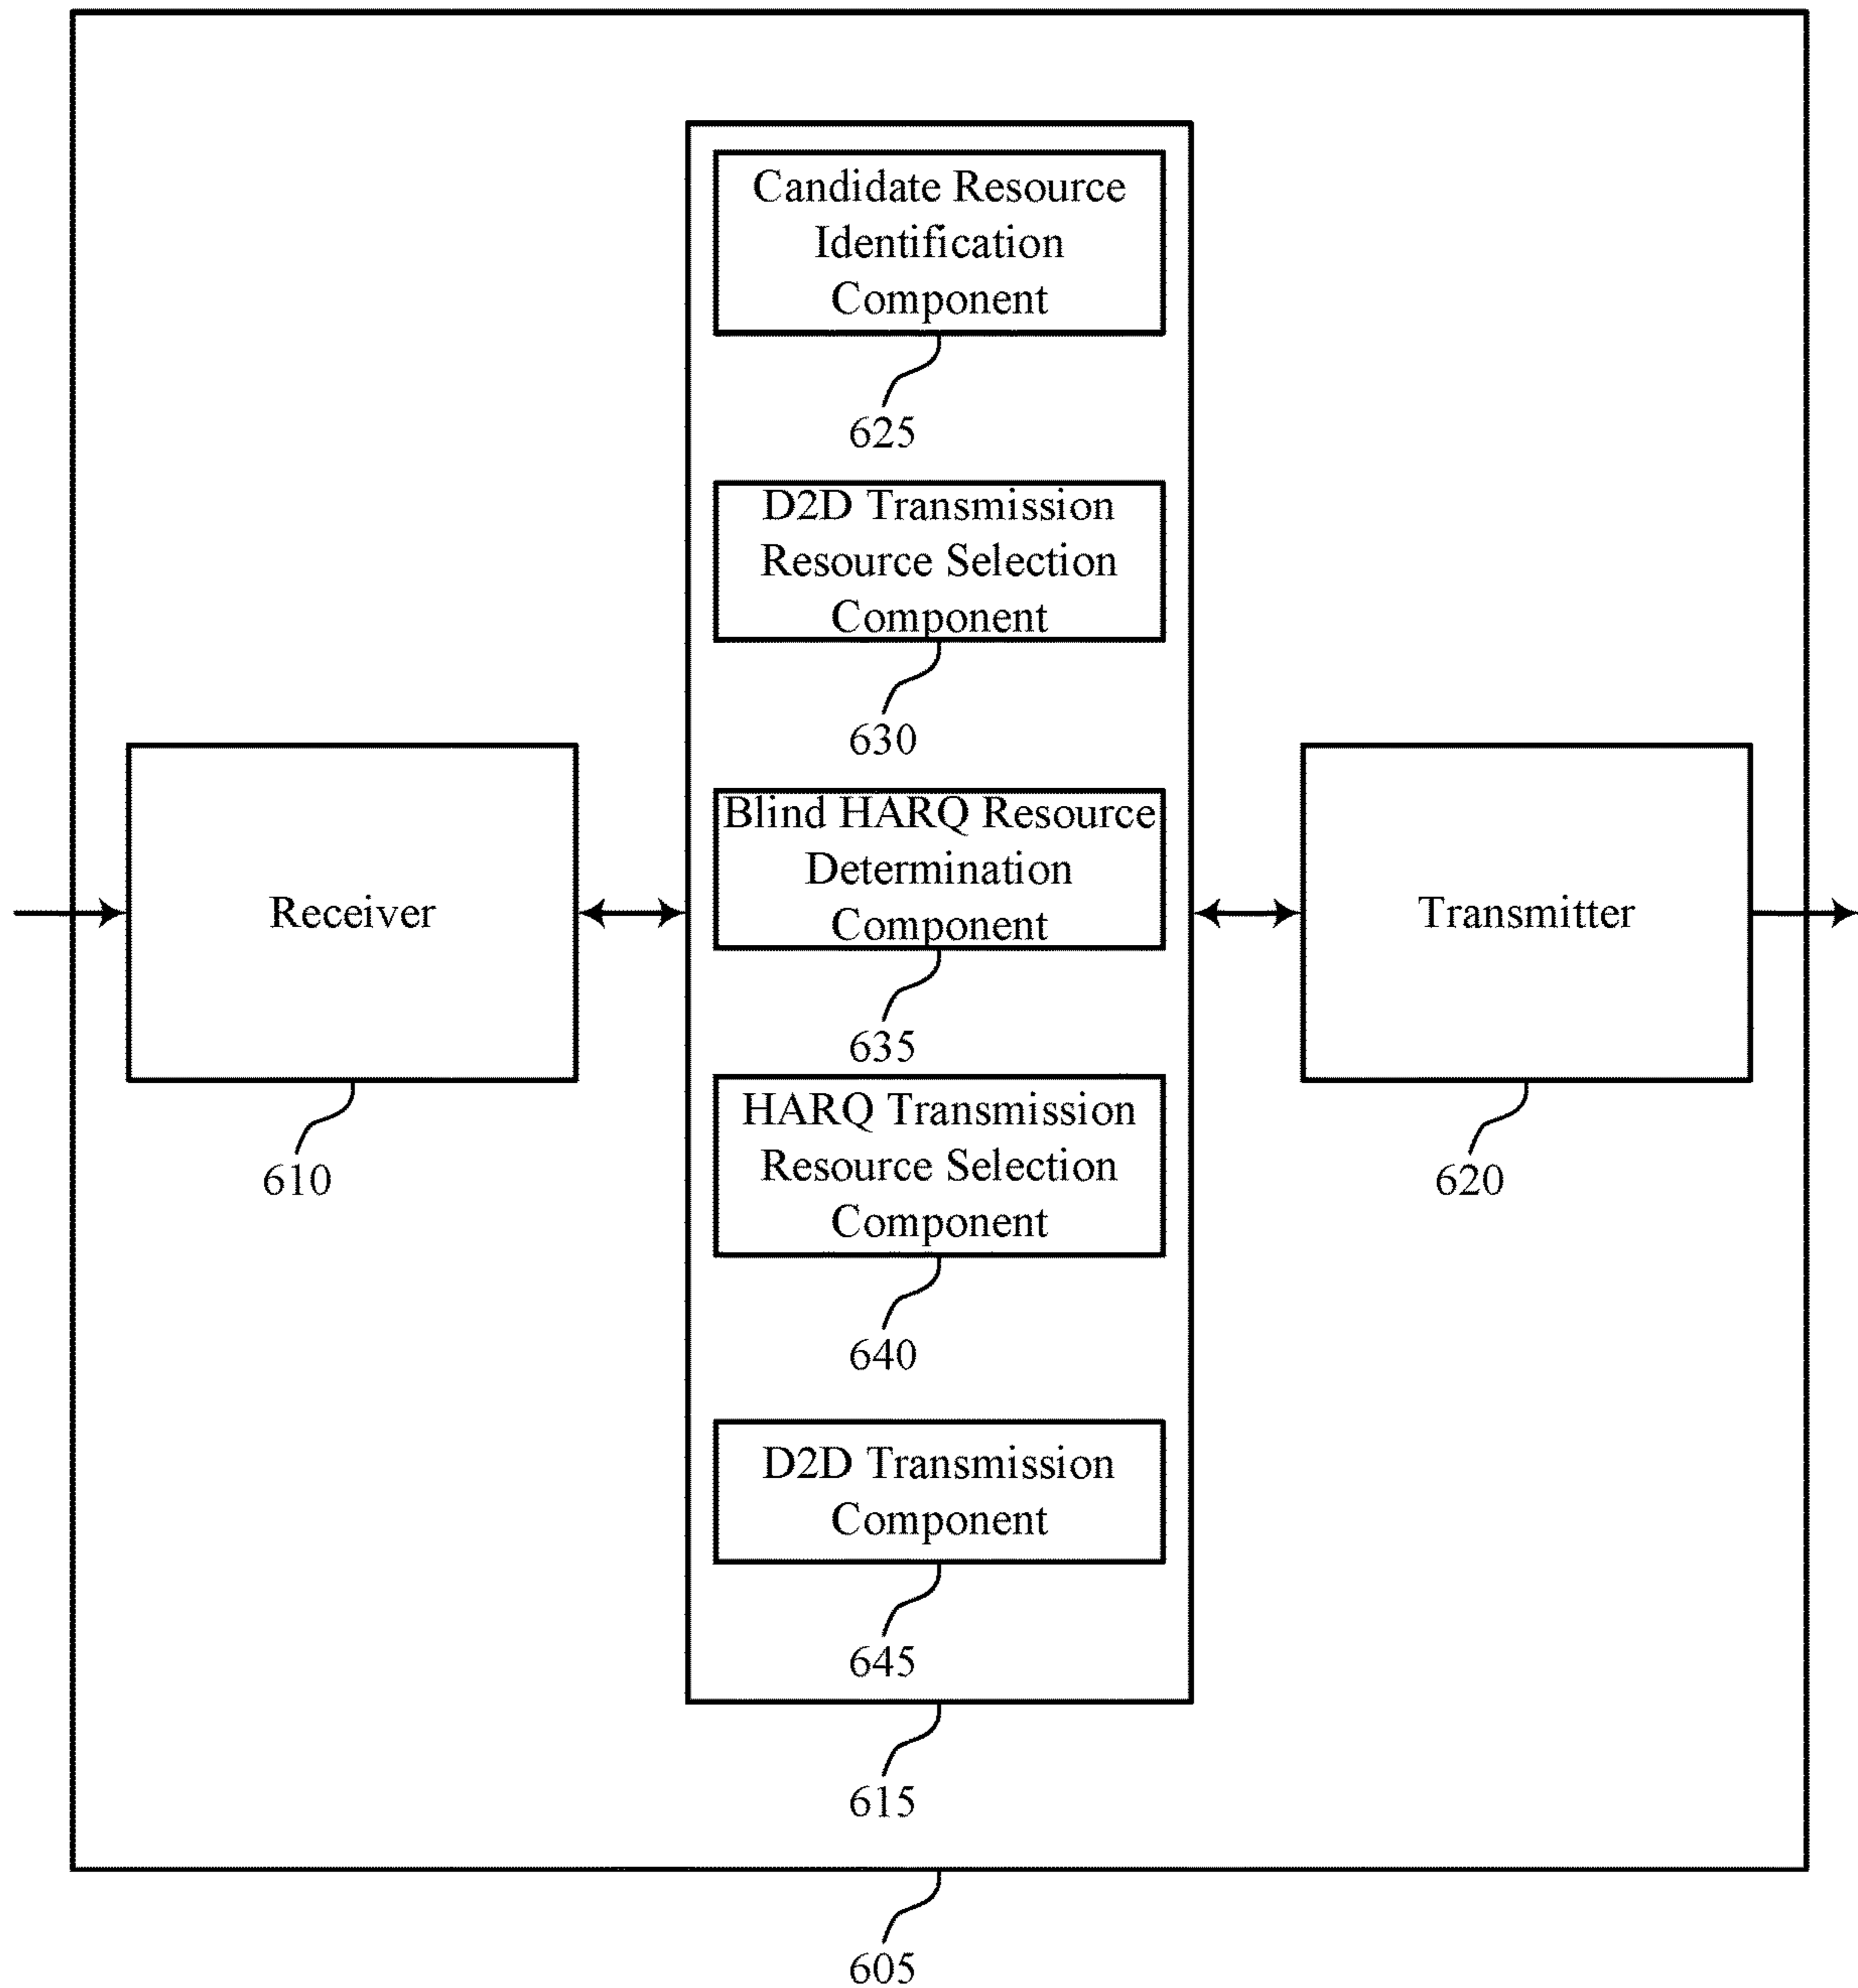 Candidate Resource
Identification
Component
625
D2D Transmission
Resource Selection
Component
630
Blind HARQ Resource
Determination
Component
635
Receiver
610
Transmitter
620
HARQ Transmission
Resource Selection
Component
640
D2D Transmission
Component
645
615
605